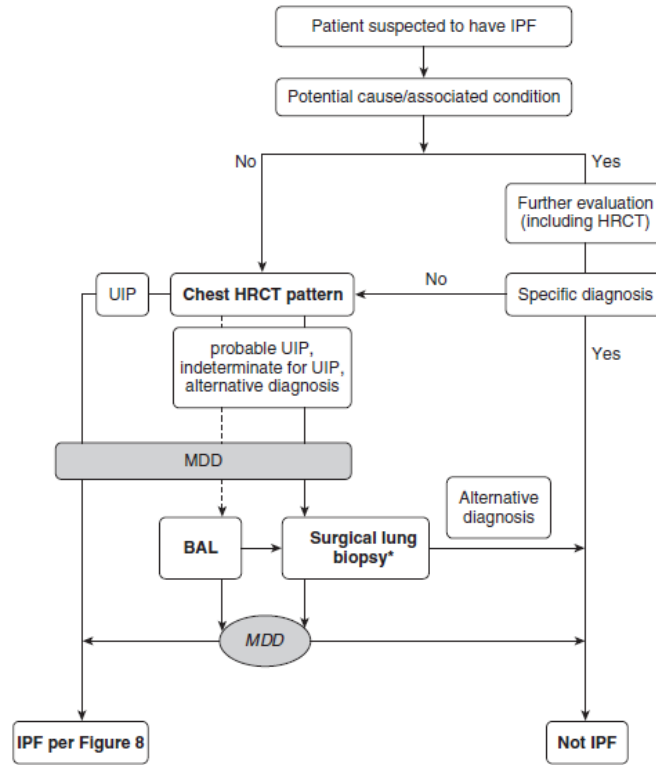 Patient suspected to have IPF
Potential cause/associated condition
No
Yes
Further evaluation
(including HRCT)
UIP
Chest HRCT pattern
No
Specific diagnosis
probable UIP,
indeterminate for UIP,
alternative diagnosis
Yes
MDD
Alternative
diagnosis
BAL
Surgical lung
biopsy*
MDD
IPF per Figure 8
Not IPF